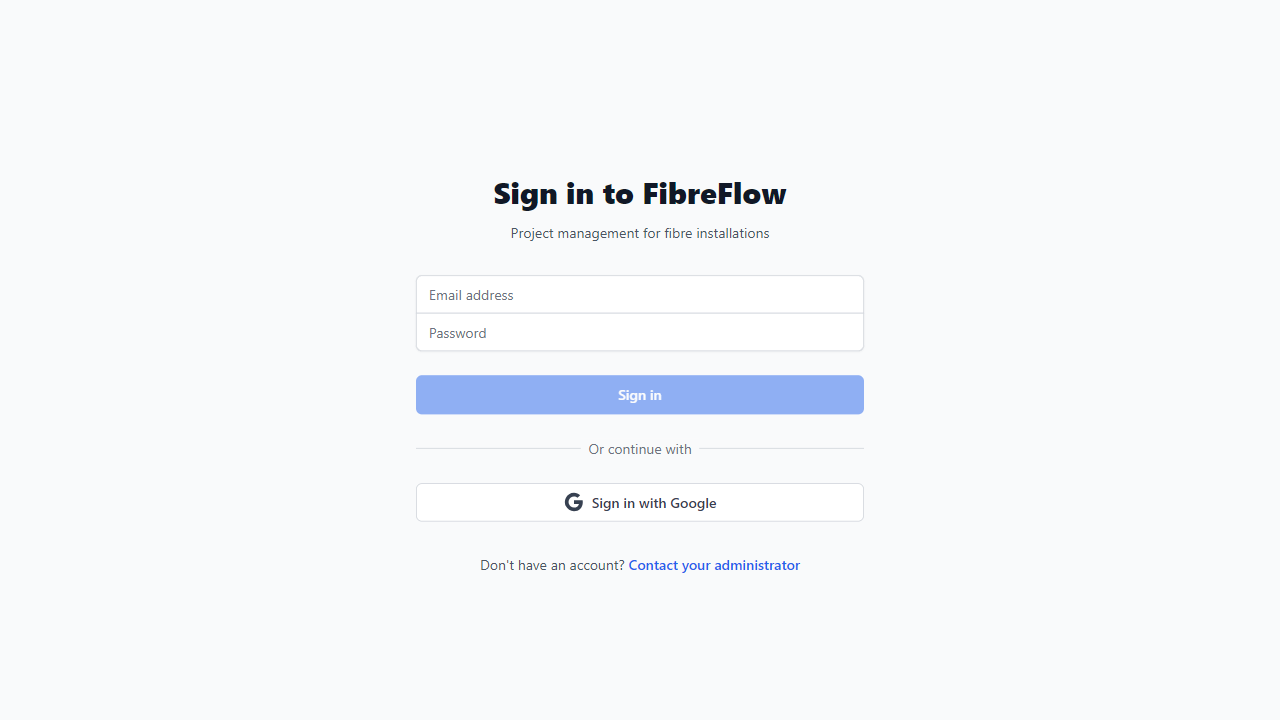 Sign in to FibreFlow
Project management for fibre installations
Email address
Password
Sign in
Or continue with
Sign in with Google
Don't have an account? Contact your administrator